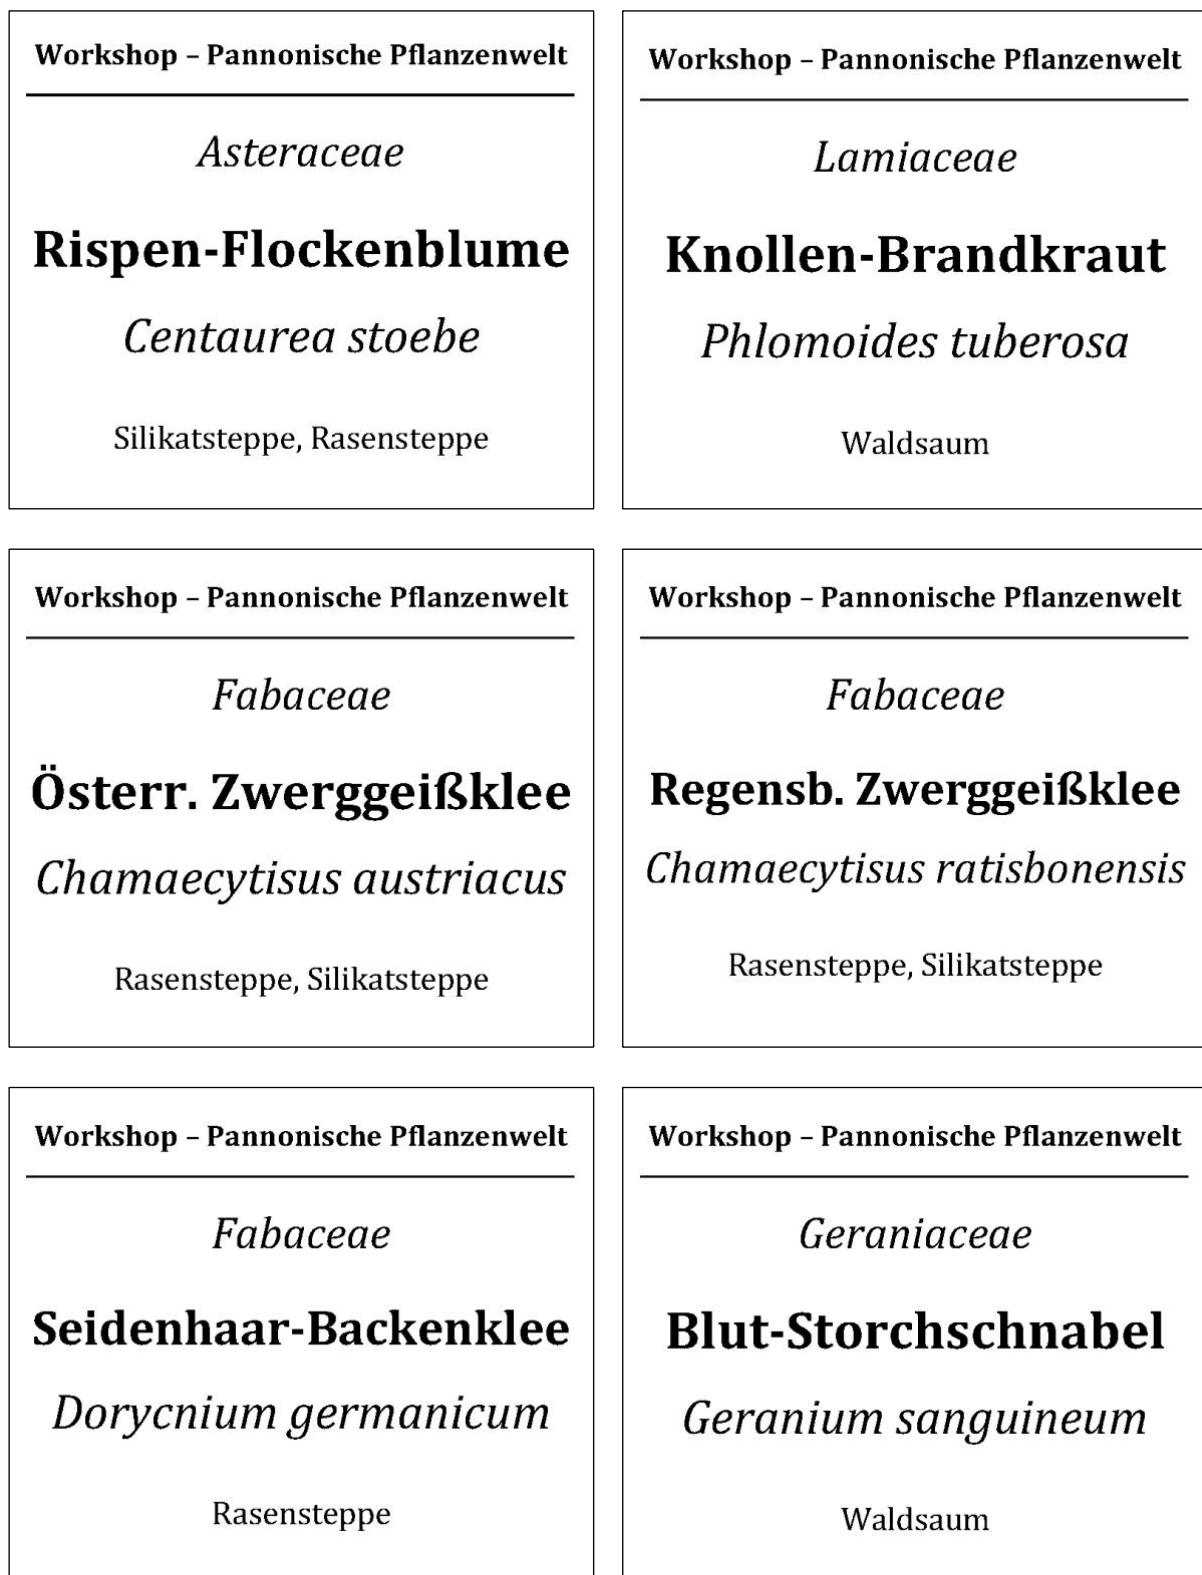 Workshop – Pannonische Pflanzenwelt
Asteraceae
Rispen-Flockenblume
Centaurea stoebe
Silikatsteppe, Rasensteppe
Workshop – Pannonische Pflanzenwelt
Lamiaceae
Knollen-Brandkraut
Phlomoides tuberosa
Waldsaum
Workshop – Pannonische Pflanzenwelt
Fabaceae
Österr. Zwerggeißklee
Chamaecytisus austriacus
Rasensteppe, Silikatsteppe
Workshop – Pannonische Pflanzenwelt
Fabaceae
Regensb. Zwerggeißklee
Chamaecytisus ratisbonensis
Rasensteppe, Silikatsteppe
Workshop – Pannonische Pflanzenwelt
Fabaceae
Seidenhaar-Backenklee
Dorycnium germanicum
Rasensteppe
Workshop – Pannonische Pflanzenwelt
Geraniaceae
Blut-Storchschnabel
Geranium sanguineum
Waldsaum